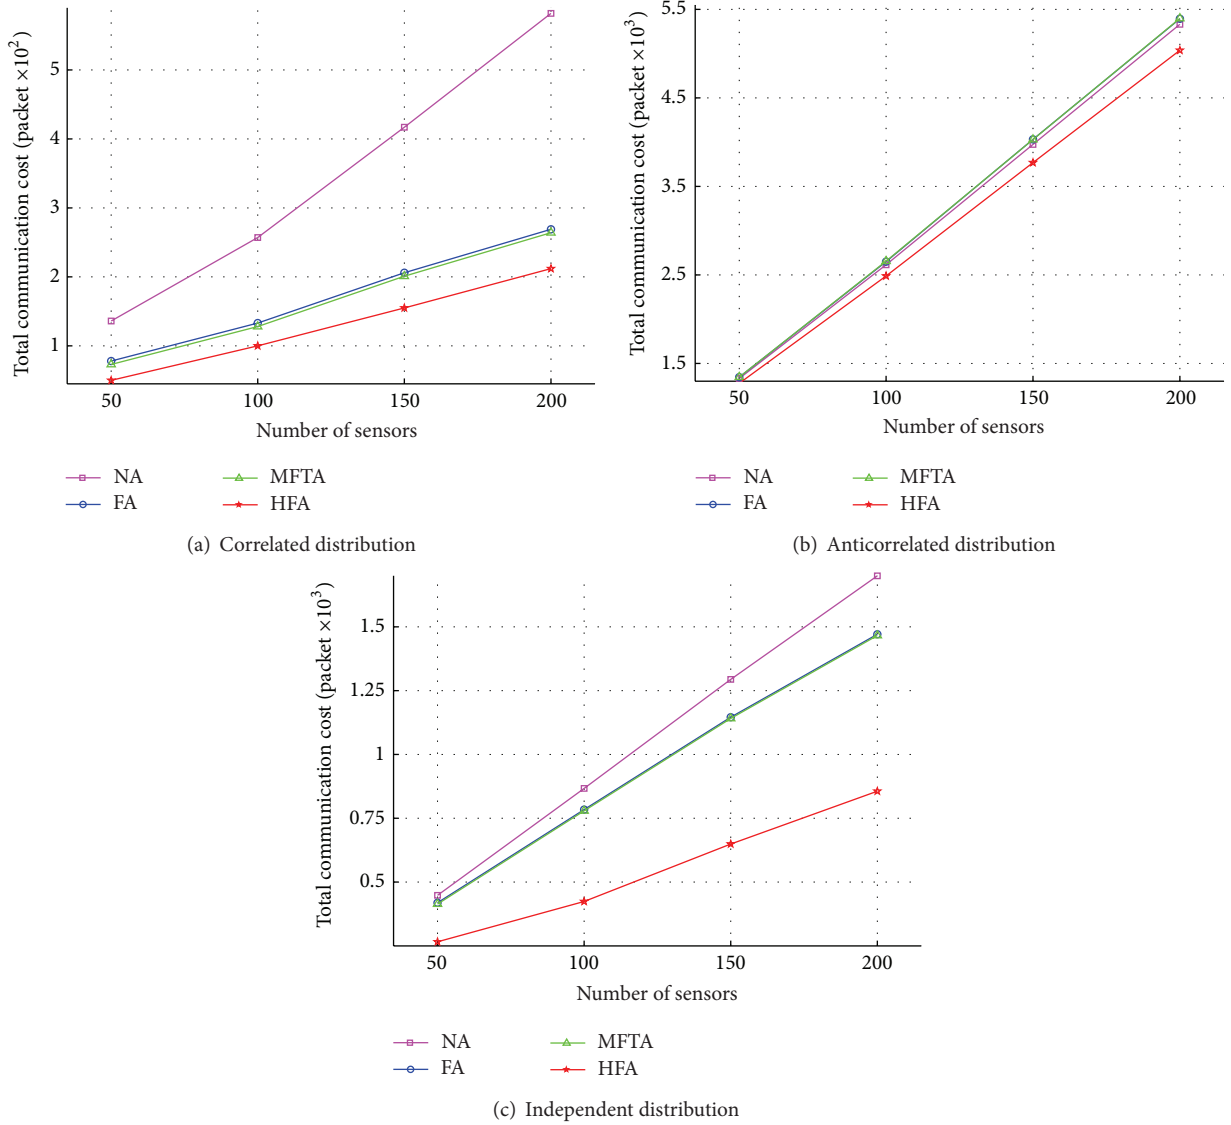 Total communication cost (packet ×10²)
5
4
3
2
1
50 100 150 200
Number of sensors
NA MFTA
FA HFA
(a) Correlated distribution
Total communication cost (packet ×10³)
5.5
4.5
3.5
2.5
1.5
50 100 150 200
Number of sensors
NA MFTA
FA HFA
(b) Anticorrelated distribution
Total communication cost (packet ×10³)
1.5
1.25
1
0.75
0.5
50 100 150 200
Number of sensors
NA MFTA
FA HFA
(c) Independent distribution